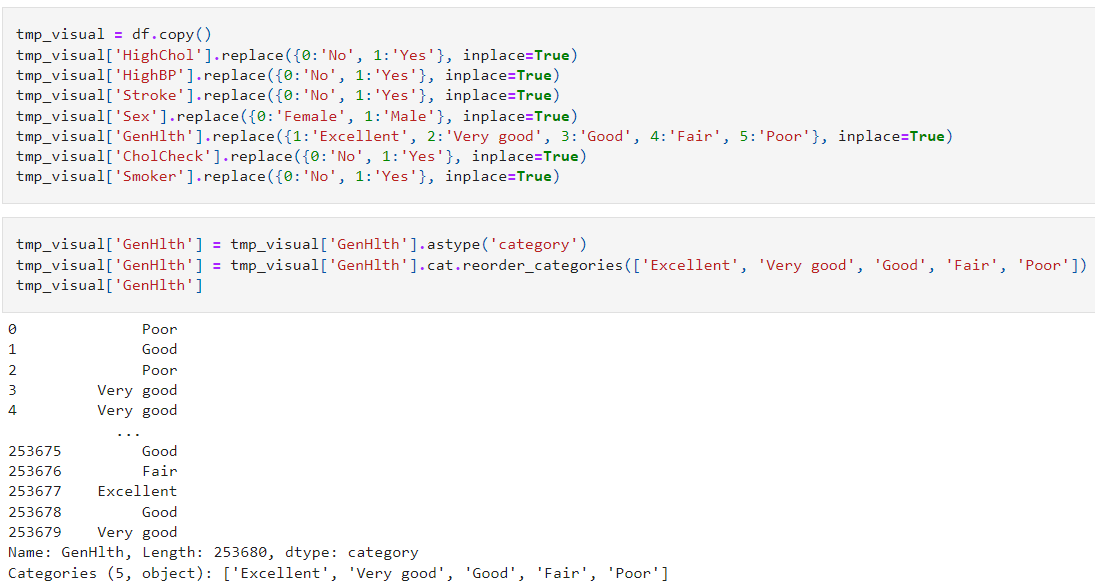 tmp_visual = df.copy()
tmp_visual['HighChol'].replace({0:'No', 1:'Yes'}, inplace=True)
tmp_visual['HighBP'].replace({0:'No', 1:'Yes'}, inplace=True)
tmp_visual['Stroke'].replace({0:'No', 1:'Yes'}, inplace=True)
tmp_visual['Sex'].replace({0:'Female', 1:'Male'}, inplace=True)
tmp_visual['GenHlth'].replace({1:'Excellent', 2:'Very good', 3:'Good', 4:'Fair', 5:'Poor'}, inplace=True)
tmp_visual['CholCheck'].replace({0:'No', 1:'Yes'}, inplace=True)
tmp_visual['Smoker'].replace({0:'No', 1:'Yes'}, inplace=True)
tmp_visual['GenHlth'] = tmp_visual['GenHlth'].astype('category')
tmp_visual['GenHlth'] = tmp_visual['GenHlth'].cat.reorder_categories(['Excellent', 'Very good', 'Good', 'Fair', 'Poor'])
tmp_visual['GenHlth']
0              Poor
1              Good
2              Poor
3         Very good
4         Very good
            ...
253675         Good
253676         Fair
253677    Excellent
253678         Good
253679    Very good
Name: GenHlth, Length: 253680, dtype: category
Categories (5, object): ['Excellent', 'Very good', 'Good', 'Fair', 'Poor']